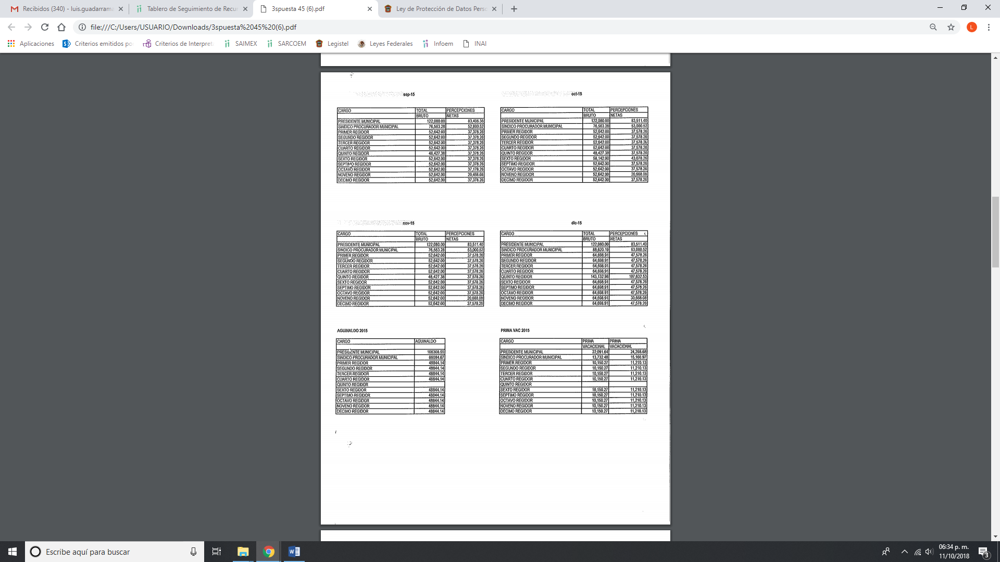 Recibidos (340) - luis.guadarrama
Tablero de Seguimiento de Recur
3spuesta 45 (6).pdf
Ley de Protección de Datos Perso
file:///C:/Users/USUARIO/Downloads/3spuesta%2045%20(6).pdf
L
Aplicaciones
Criterios emitidos po
Criterios de Interpret
SAIMEX
SARCOEM
Legistel
Leyes Federales
Infoem
INAI
sep-15
CARGO TOTAL PERCEPCIONES
BRUTO NETAS
PRESIDENTE MUNICIPAL 122,080.00 83,406.36
SINDICO PROCURADOR MUNICIPAL 76,563.28 52,800.52
PRIMER REGIDOR 52,642.00 37,378.26
SEGUNDO REGIDOR 52,642.00 37,378.26
TERCER REGIDOR 52,642.00 37,378.26
CUARTO REGIDOR 52,642.00 37,378.26
QUINTO REGIDOR 48,427.38 37,378.26
SEXTO REGIDOR 52,642.00 37,378.26
SEPTIMO REGIDOR 52,642.00 37,378.26
OCTAVO REGIDOR 52,642.00 37,178.26
NOVENO REGIDOR 52,642.00 20,468.08
DECIMO REGIDOR 52,642.00 37,378.26
oct-15
CARGO TOTAL PERCEPCIONES
BRUTO NETAS
PRESIDENTE MUNICIPAL 122,080.00 83,511.40
SINDICO PROCURADOR MUNICIPAL 76,563.28 53,000.52
PRIMER REGIDOR 52,642.00 37,578.26
SEGUNDO REGIDOR 52,642.00 37,578.26
TERCER REGIDOR 52,642.00 37,578.26
CUARTO REGIDOR 52,642.00 37,578.26
QUINTO REGIDOR 48,427.38 37,578.26
SEXTO REGIDOR 58,142.00 43,078.26
SEPTIMO REGIDOR 52,642.00 37,578.26
OCTAVO REGIDOR 52,642.00 37,578.26
NOVENO REGIDOR 52,642.00 20,668.08
DECIMO REGIDOR 52,642.00 37,578.26
nov-15
CARGO TOTAL PERCEPCIONES
BRUTO NETAS
PRESIDENTE MUNICIPAL 122,080.00 83,511.40
SINDICO PROCURADOR MUNICIPAL 76,563.28 53,000.52
PRIMER REGIDOR 52,642.00 37,578.26
SEGUNDO REGIDOR 52,642.00 37,578.26
TERCER REGIDOR 52,642.00 37,578.26
CUARTO REGIDOR 52,642.00 37,578.26
QUINTO REGIDOR 48,427.38 37,578.26
SEXTO REGIDOR 52,642.00 37,578.26
SEPTIMO REGIDOR 52,642.00 37,578.26
OCTAVO REGIDOR 52,642.00 37,578.26
NOVENO REGIDOR 52,642.00 20,668.08
DECIMO REGIDOR 52,642.00 37,578.26
dic-15
CARGO TOTAL PERCEPCIONES
BRUTO NETAS
PRESIDENTE MUNICIPAL 122,080.00 83,511.40
SINDICO PROCURADOR MUNICIPAL 88,620.19 63,000.52
PRIMER REGIDOR 64,698.91 47,578.26
SEGUNDO REGIDOR 64,698.91 47,578.26
TERCER REGIDOR 64,698.91 47,578.26
CUARTO REGIDOR 64,698.91 47,578.26
QUINTO REGIDOR 143,132.96 107,632.53
SEXTO REGIDOR 64,698.91 47,578.26
SEPTIMO REGIDOR 64,698.91 47,578.26
OCTAVO REGIDOR 64,698.91 47,578.26
NOVENO REGIDOR 64,698.91 30,668.08
DECIMO REGIDOR 64,698.91 47,578.26
AGUINALDO 2015
CARGO AGUINALDO
PRESIDENTE MUNICIPAL 106308.55
SINDICO PROCURADOR MUNICIPAL 66084.67
PRIMER REGIDOR 48844.14
SEGUNDO REGIDOR 48844.14
TERCER REGIDOR 48844.14
CUARTO REGIDOR 48844.14
QUINTO REGIDOR
SEXTO REGIDOR 48844.14
SEPTIMO REGIDOR 48844.14
OCTAVO REGIDOR 48844.14
NOVENO REGIDOR 48844.14
DECIMO REGIDOR 48844.14
PRIMA VAC 2015
CARGO PRIMA PRIMA
VACACIONAL VACACIONAL
PRESIDENTE MUNICIPAL 22,091.64 24,398.68
SINDICO PROCURADOR MUNICIPAL 13,732.48 15,166.97
PRIMER REGIDOR 10,150.27 11,210.13
SEGUNDO REGIDOR 10,150.27 11,210.13
TERCER REGIDOR 10,150.27 11,210.13
CUARTO REGIDOR 10,150.27 11,210.13
QUINTO REGIDOR
SEXTO REGIDOR 10,150.27 11,210.13
SEPTIMO REGIDOR 10,150.27 11,210.13
OCTAVO REGIDOR 10,150.27 11,210.13
NOVENO REGIDOR 10,150.27 11,210.13
DECIMO REGIDOR 10,150.27 11,210.13
Escribe aquí para buscar
06:34 p. m.
11/10/2018
3